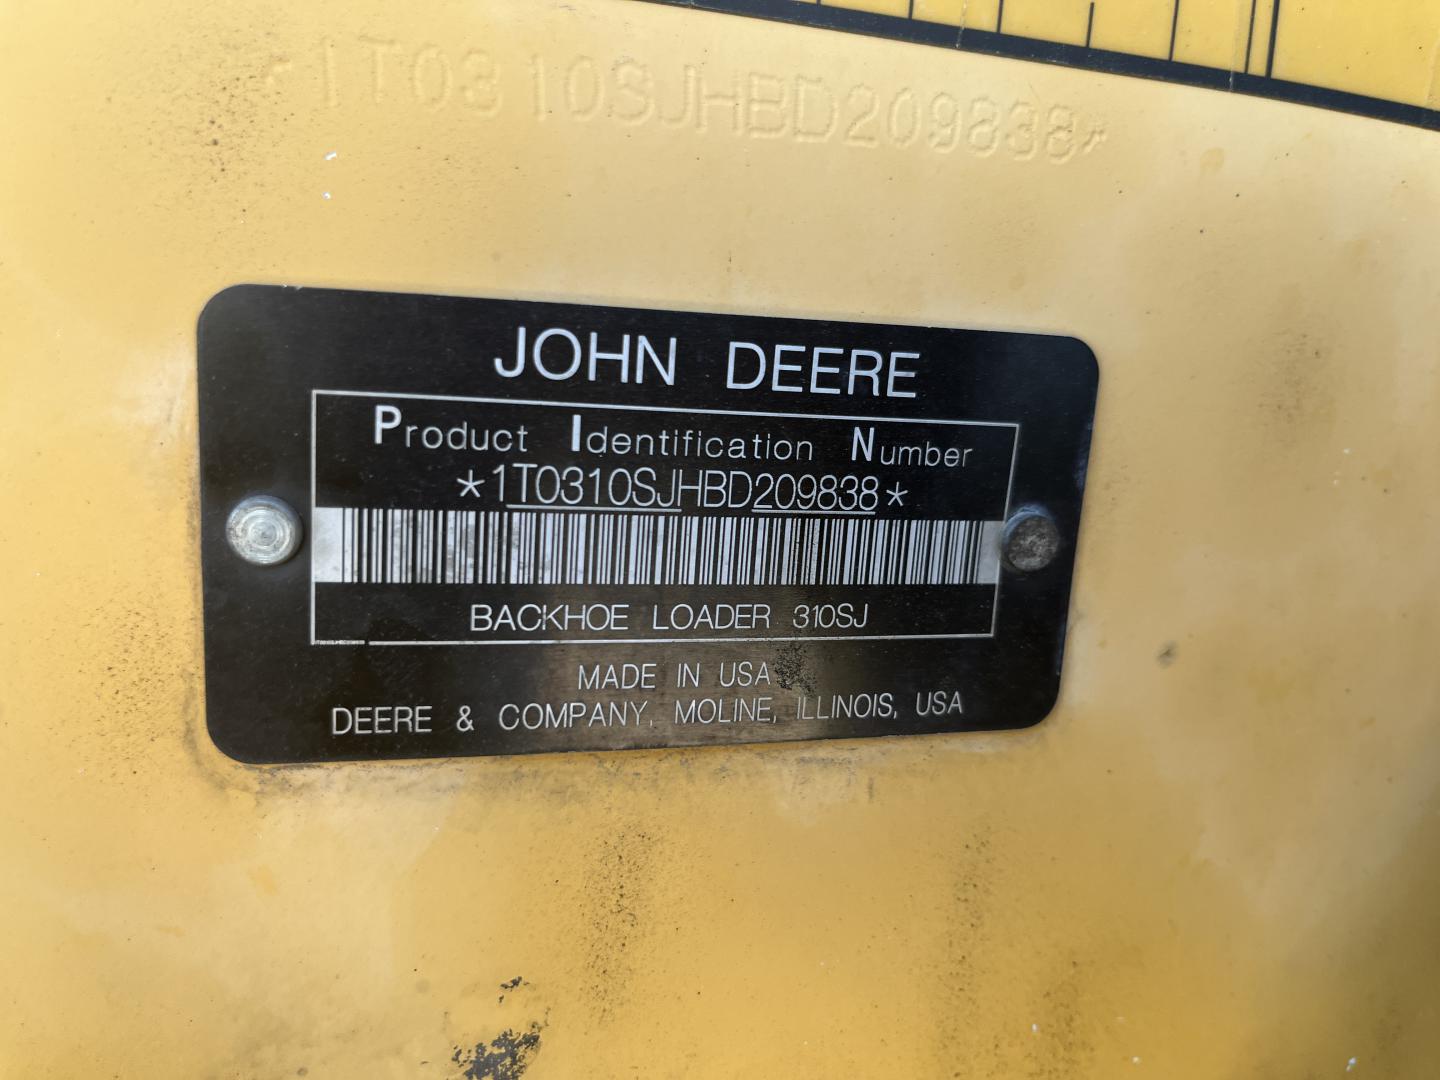 *1T0310SJHBD209838*
JOHN DEERE
Product Identification Number
*1T0310SJHBD209838*
BACKHOE LOADER 310SJ
MADE IN USA
DEERE & COMPANY, MOLINE, ILLINOIS, USA